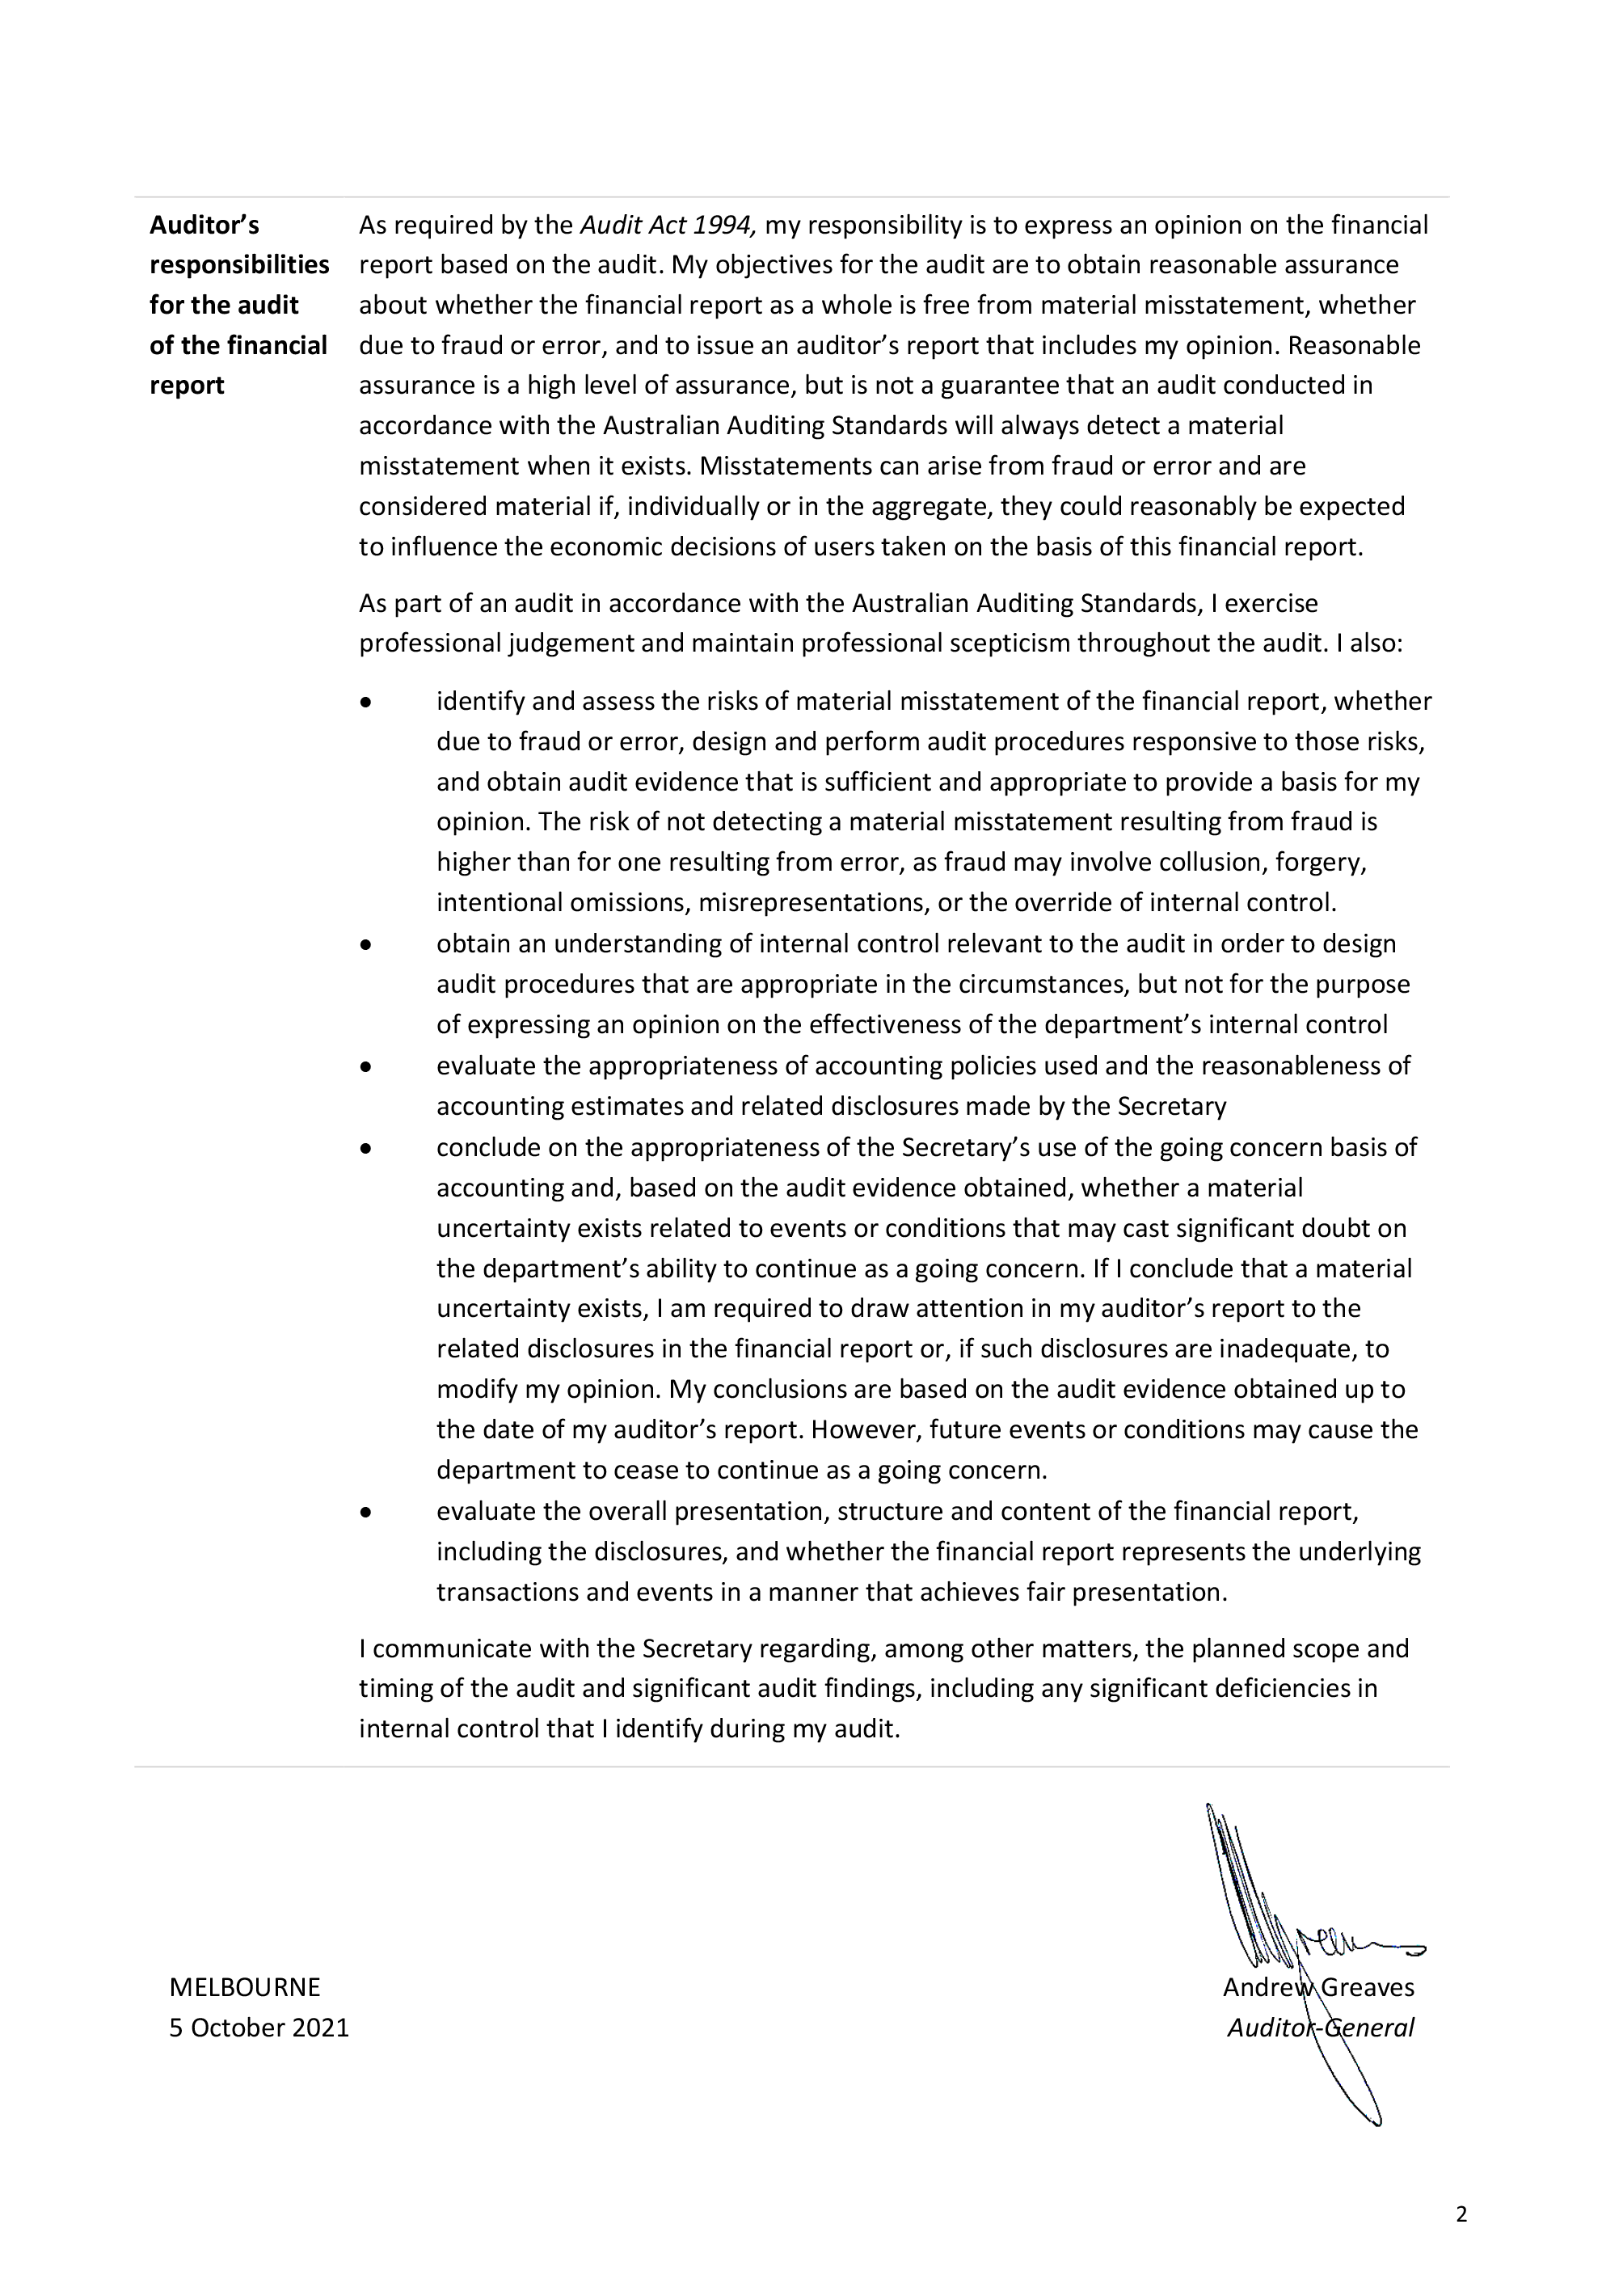 Auditor’s
responsibilities
for the audit
of the financial
report
As required by the Audit Act 1994, my responsibility is to express an opinion on the financial
report based on the audit. My objectives for the audit are to obtain reasonable assurance
about whether the financial report as a whole is free from material misstatement, whether
due to fraud or error, and to issue an auditor’s report that includes my opinion. Reasonable
assurance is a high level of assurance, but is not a guarantee that an audit conducted in
accordance with the Australian Auditing Standards will always detect a material
misstatement when it exists. Misstatements can arise from fraud or error and are
considered material if, individually or in the aggregate, they could reasonably be expected
to influence the economic decisions of users taken on the basis of this financial report.
As part of an audit in accordance with the Australian Auditing Standards, I exercise
professional judgement and maintain professional scepticism throughout the audit. I also:
• identify and assess the risks of material misstatement of the financial report, whether
due to fraud or error, design and perform audit procedures responsive to those risks,
and obtain audit evidence that is sufficient and appropriate to provide a basis for my
opinion. The risk of not detecting a material misstatement resulting from fraud is
higher than for one resulting from error, as fraud may involve collusion, forgery,
intentional omissions, misrepresentations, or the override of internal control.
• obtain an understanding of internal control relevant to the audit in order to design
audit procedures that are appropriate in the circumstances, but not for the purpose
of expressing an opinion on the effectiveness of the department’s internal control
• evaluate the appropriateness of accounting policies used and the reasonableness of
accounting estimates and related disclosures made by the Secretary
• conclude on the appropriateness of the Secretary’s use of the going concern basis of
accounting and, based on the audit evidence obtained, whether a material
uncertainty exists related to events or conditions that may cast significant doubt on
the department’s ability to continue as a going concern. If I conclude that a material
uncertainty exists, I am required to draw attention in my auditor’s report to the
related disclosures in the financial report or, if such disclosures are inadequate, to
modify my opinion. My conclusions are based on the audit evidence obtained up to
the date of my auditor’s report. However, future events or conditions may cause the
department to cease to continue as a going concern.
• evaluate the overall presentation, structure and content of the financial report,
including the disclosures, and whether the financial report represents the underlying
transactions and events in a manner that achieves fair presentation.
I communicate with the Secretary regarding, among other matters, the planned scope and
timing of the audit and significant audit findings, including any significant deficiencies in
internal control that I identify during my audit.
MELBOURNE
5 October 2021
Andrew Greaves
Auditor-General
2